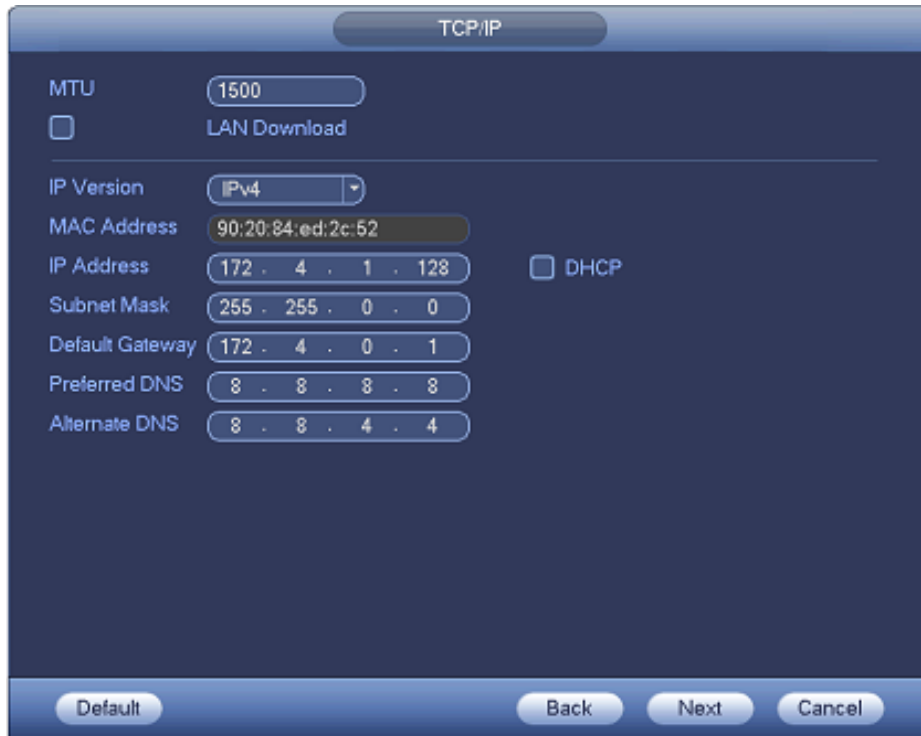 TCP/IP
MTU 1500
LAN Download
IP Version IPv4
MAC Address 90:20:84:ed:2c:52
IP Address 172 . 4 . 1 . 128 DHCP
Subnet Mask 255 . 255 . 0 . 0
Default Gateway 172 . 4 . 0 . 1
Preferred DNS 8 . 8 . 8 . 8
Alternate DNS 8 . 8 . 4 . 4
Default Back Next Cancel